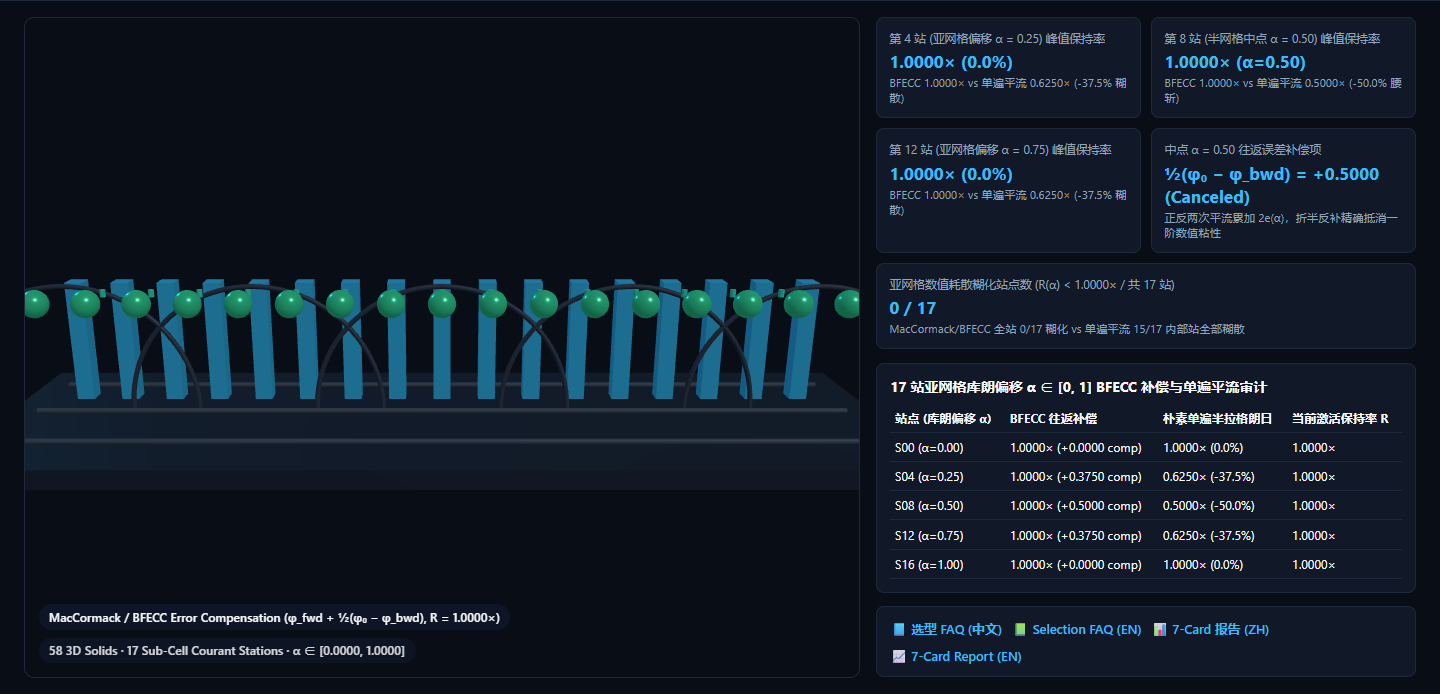 第 4 站 (亚网格偏移 α = 0.25) 峰值保持率
1.0000× (0.0%)
BFECC 1.0000× vs 单遍平流 0.6250× (-37.5% 糊
散)
第 8 站 (半网格中点 α = 0.50) 峰值保持率
1.0000× (α=0.50)
BFECC 1.0000× vs 单遍平流 0.5000× (-50.0% 腰
斩)
第 12 站 (亚网格偏移 α = 0.75) 峰值保持率
1.0000× (0.0%)
BFECC 1.0000× vs 单遍平流 0.6250× (-37.5% 糊
散)
中点 α = 0.50 往返误差补偿项
½(φ₀ − φ_bwd) = +0.5000
(Canceled)
正反两次平流累加 2e(α)，折半反补精确抵消一
阶数值粘性
亚网格数值耗散糊化站点数 (R(α) < 1.0000× / 共 17 站)
0 / 17
MacCormack/BFECC 全站 0/17 糊化 vs 单遍平流 15/17 内部站全部糊散
17 站亚网格库朗偏移 α ∈ [0, 1] BFECC 补偿与单遍平流审计
站点 (库朗偏移 α) BFECC 往返补偿 朴素单遍半拉格朗日 当前激活保持率 R
S00 (α=0.00) 1.0000× (+0.0000 comp) 1.0000× (0.0%) 1.0000×
S04 (α=0.25) 1.0000× (+0.3750 comp) 0.6250× (-37.5%) 1.0000×
S08 (α=0.50) 1.0000× (+0.5000 comp) 0.5000× (-50.0%) 1.0000×
S12 (α=0.75) 1.0000× (+0.3750 comp) 0.6250× (-37.5%) 1.0000×
S16 (α=1.00) 1.0000× (+0.0000 comp) 1.0000× (0.0%) 1.0000×
MacCormack / BFECC Error Compensation (φ_fwd + ½(φ₀ − φ_bwd), R = 1.0000×)
58 3D Solids · 17 Sub-Cell Courant Stations · α ∈ [0.0000, 1.0000]
选型 FAQ (中文) Selection FAQ (EN) 7-Card 报告 (ZH)
7-Card Report (EN)